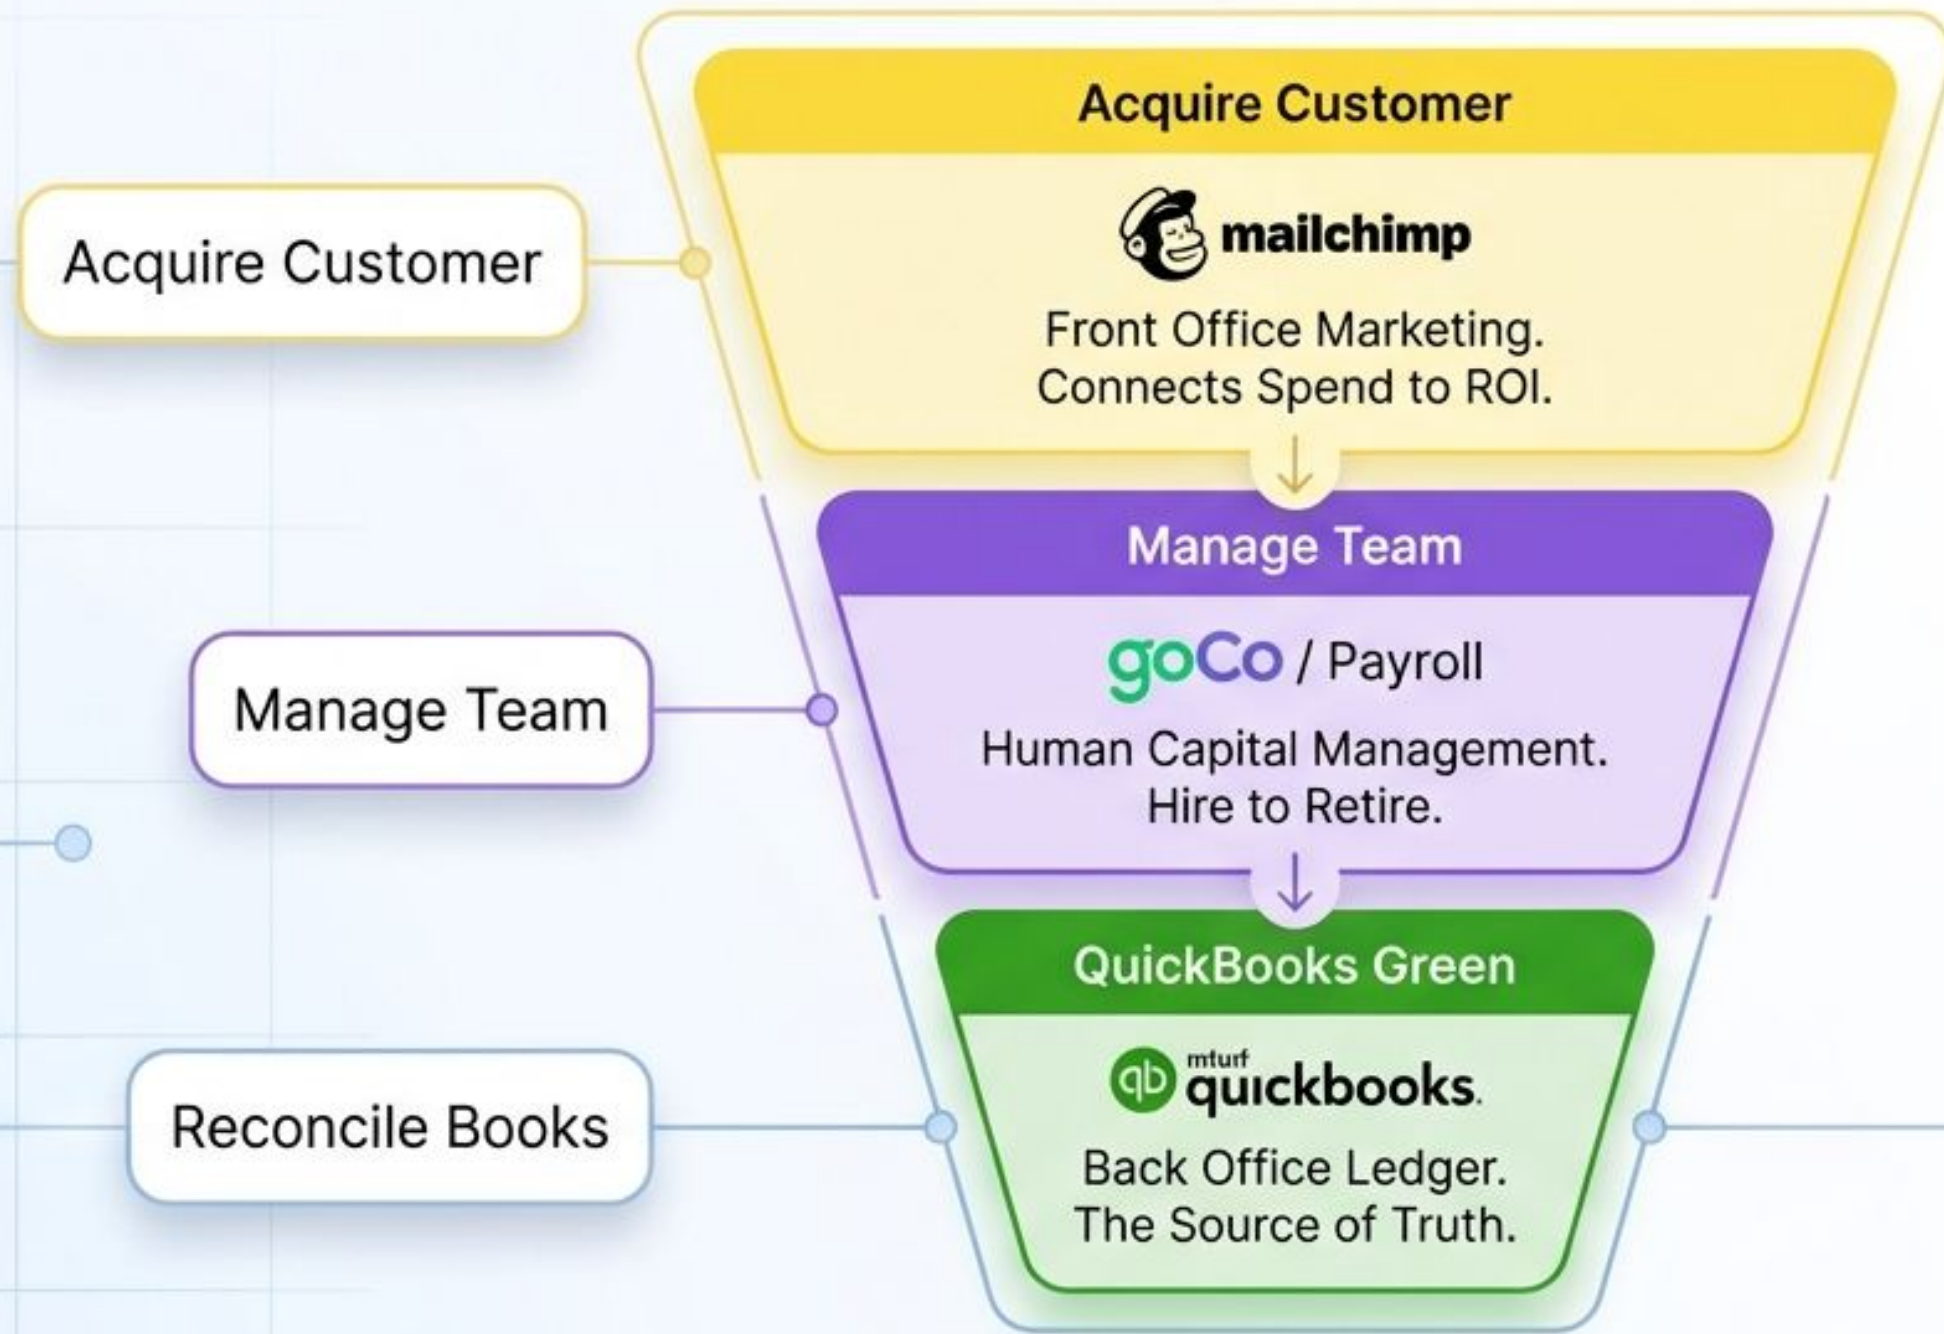 Acquire Customer
Acquire Customer
mailchimp
Front Office Marketing.
Connects Spend to ROI.
Manage Team
Manage Team
goCo / Payroll
Human Capital Management.
Hire to Retire.
Reconcile Books
QuickBooks Green
qb mturf
quickbooks.
Back Office Ledger.
The Source of Truth.